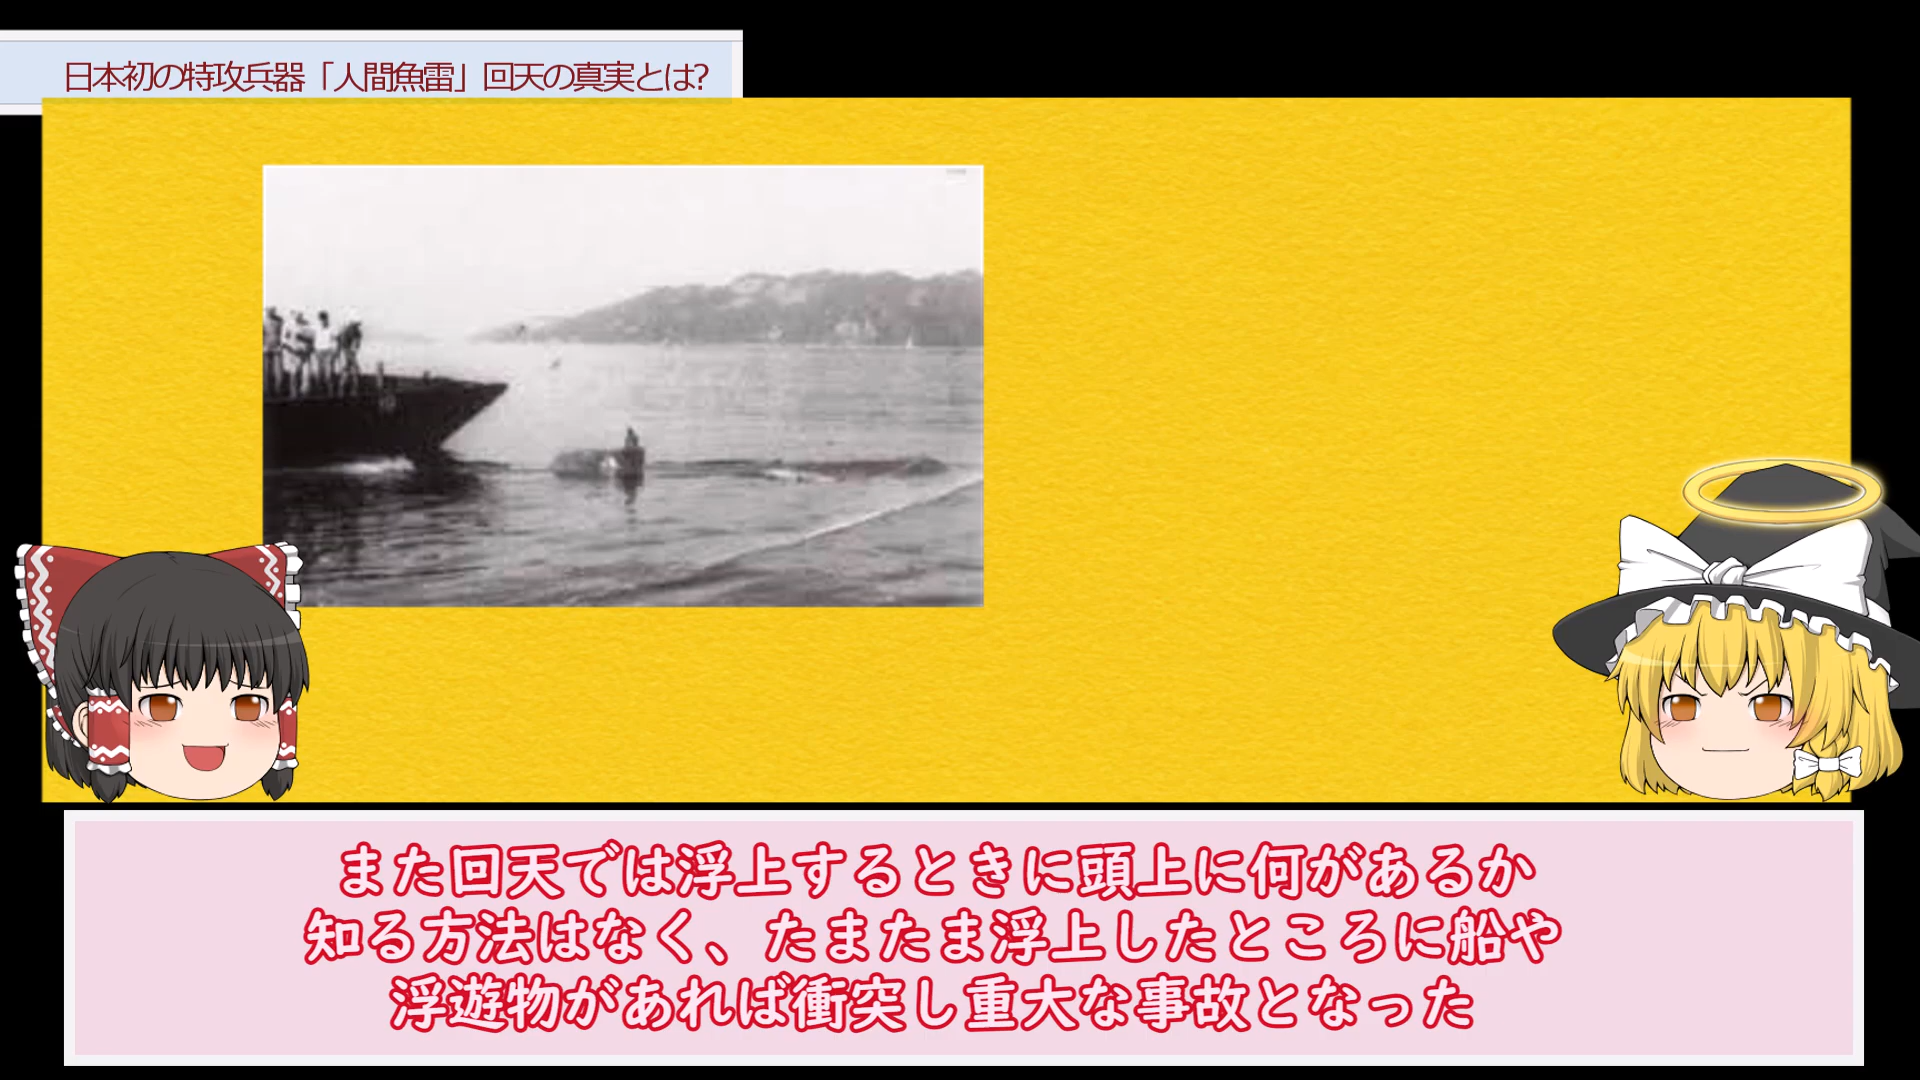 日本初の特攻兵器「人間魚雷」回天の真実とは?
また回天では浮上するときに頭上に何があるか
知る方法はなく、たまたま浮上したところに船や
浮遊物があれば衝突し重大な事故となった